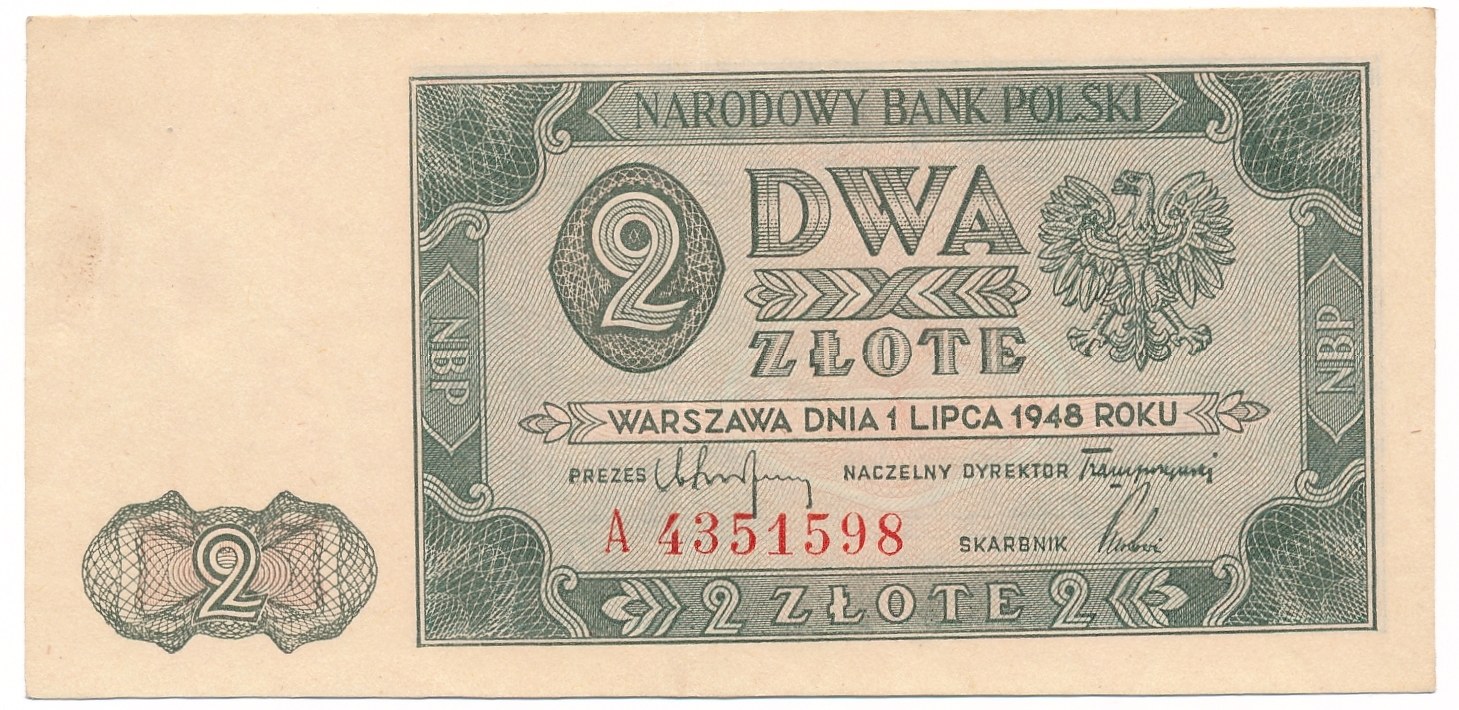 NARODOWY BANK POLSKI
2 DWA
ZŁOTE
NBP
NBP
WARSZAWA DNIA 1 LIPCA 1948 ROKU
PREZES NACZELNY DYREKTOR
A 4351598 SKARBNIK
2
2 ZŁOTE 2